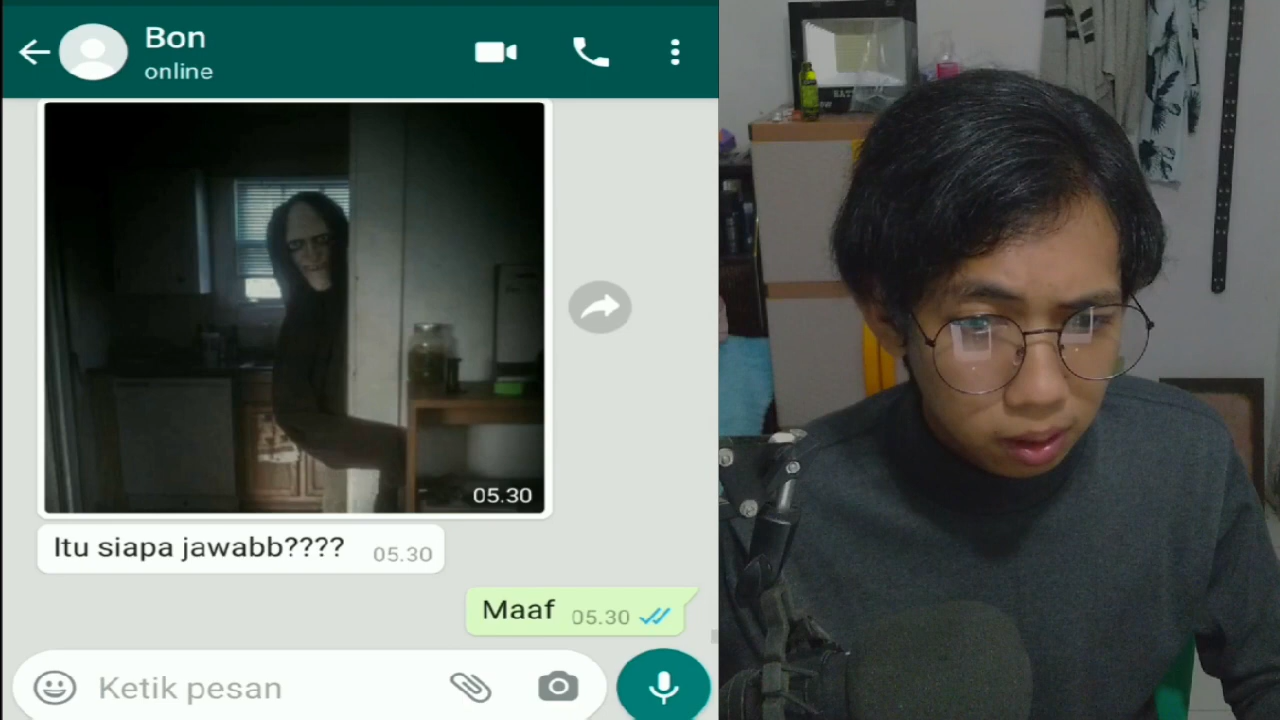 Bon
online
05.30
Itu siapa jawabb???? 05.30
Maaf 05.30
Ketik pesan